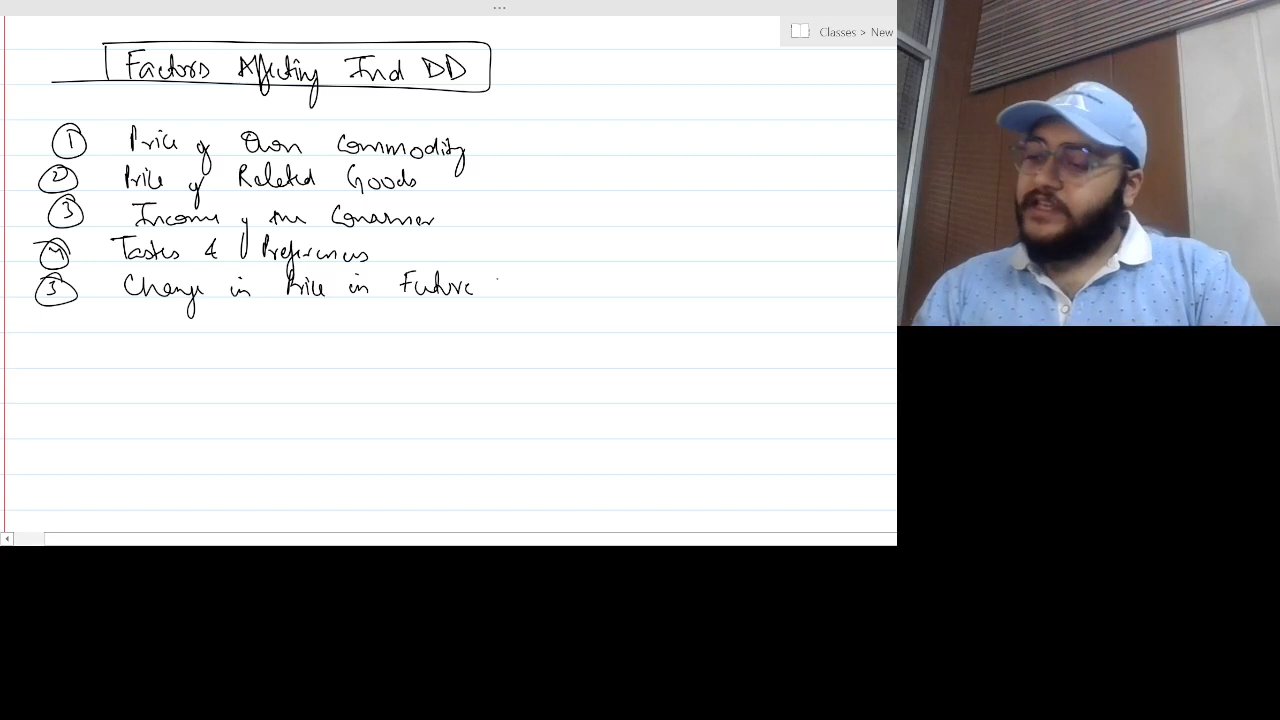 Classes > New
Factors Affecting Ind DD
① Price of Own Commodity
② Price of Related Goods
③ Income of the Consumer
④ Tastes & Preferences
⑤ Change in Price in Future